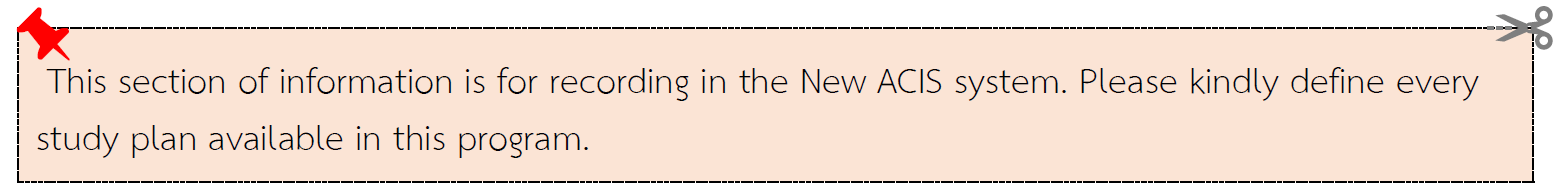 This section of information is for recording in the New ACIS system. Please kindly define every
study plan available in this program.